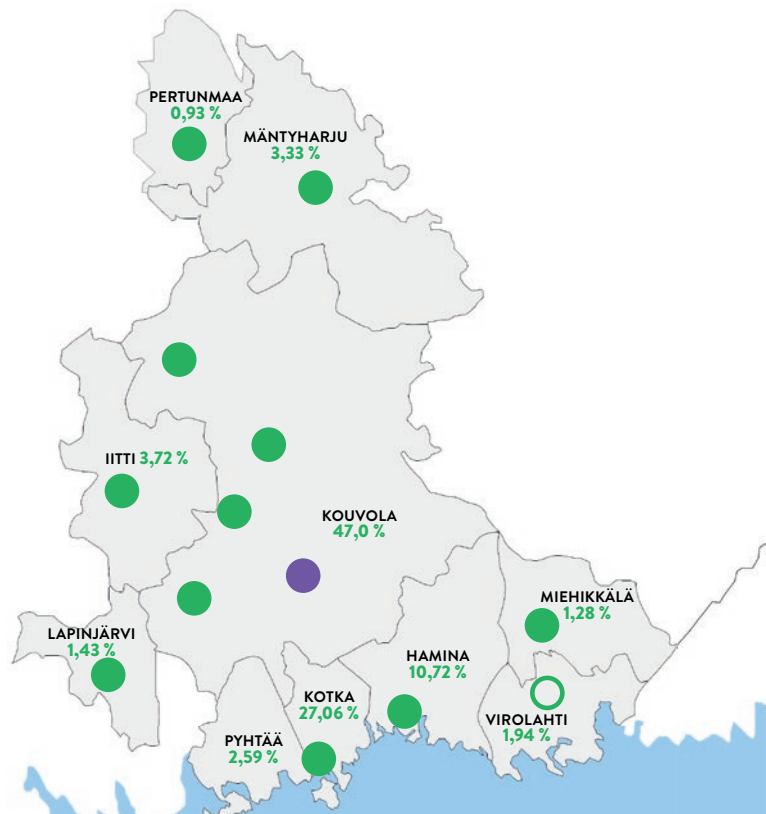 PERTUNMAA
0,93 %
MÄNTYHARJU
3,33 %
IITTI 3,72 %
KOUVOLA
47,0 %
MIEHIKKÄLÄ
1,28 %
LAPINJÄRVI
1,43 %
HAMINA
10,72 %
KOTKA
27,06 %
VIROLAHTI
1,94 %
PYHTÄÄ
2,59 %